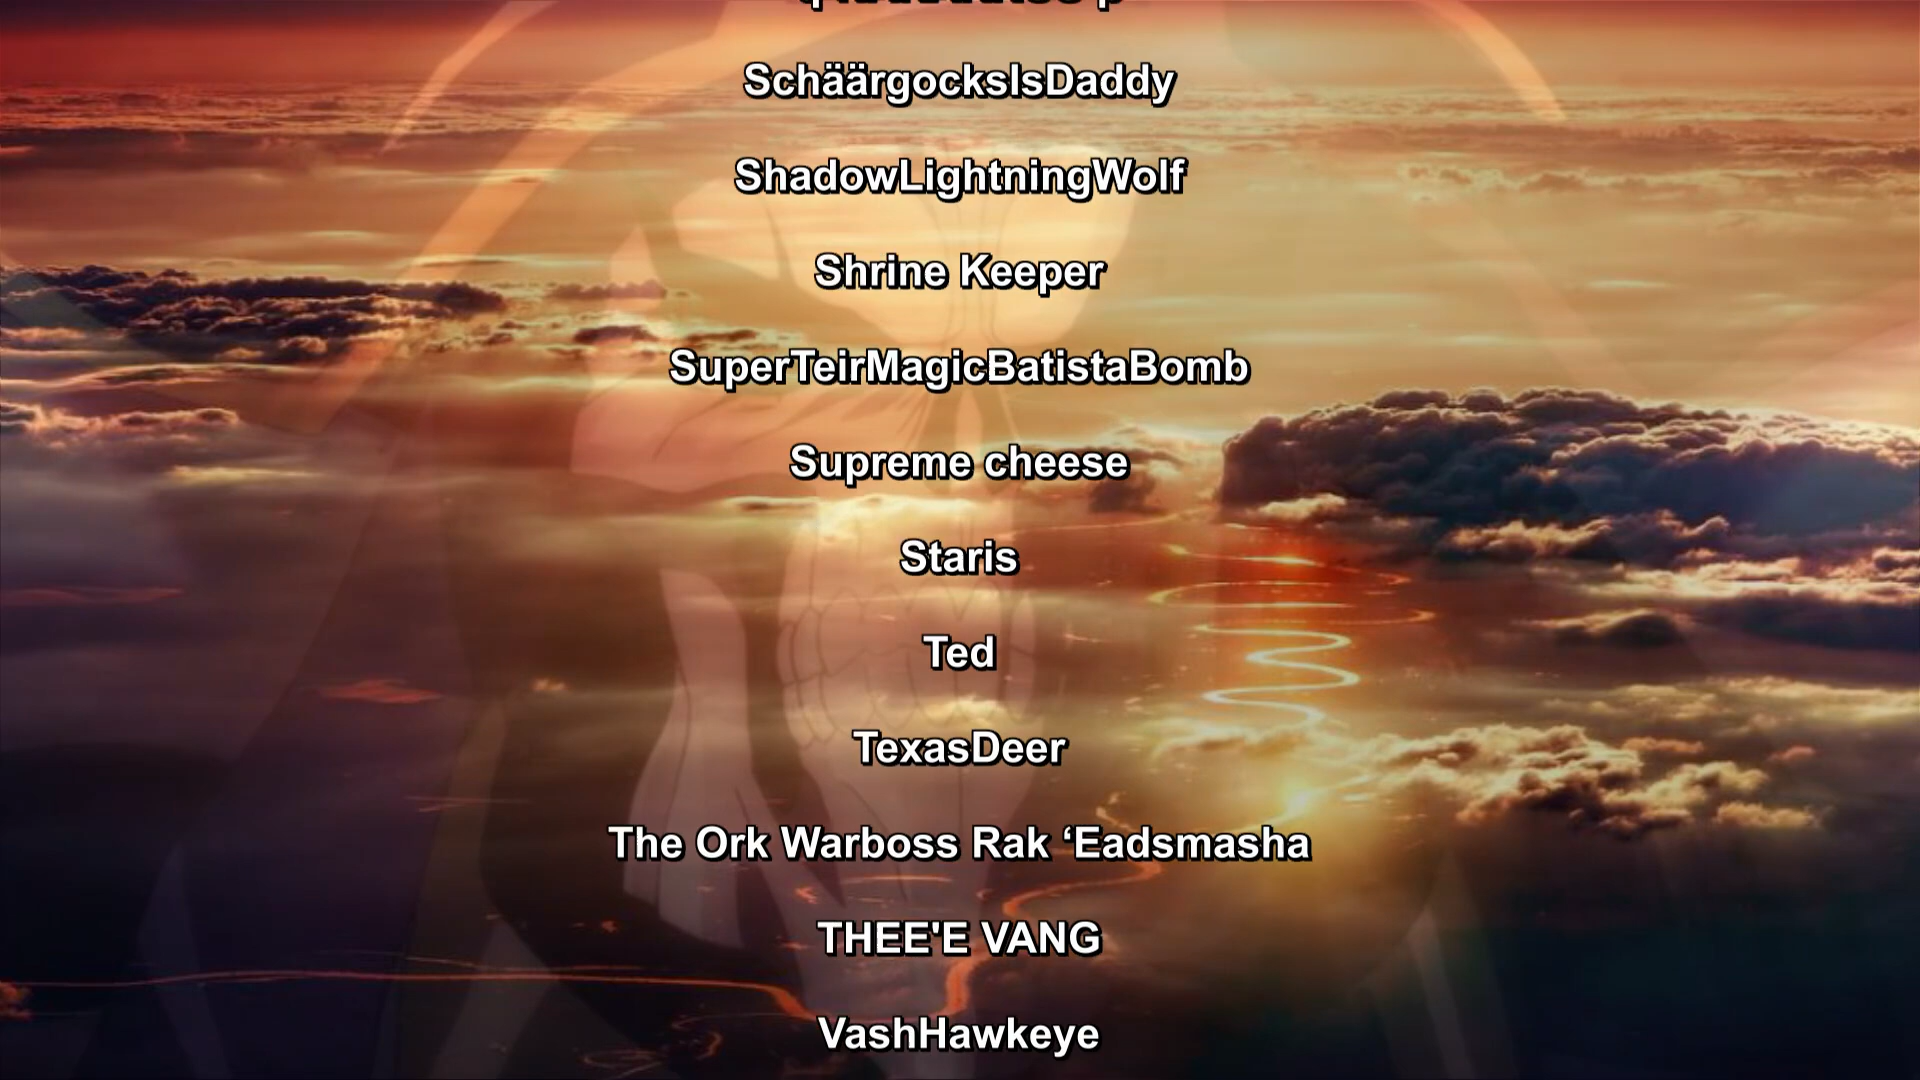 SchäärgocksIsDaddy
ShadowLightningWolf
Shrine Keeper
SuperTeirMagicBatistaBomb
Supreme cheese
Staris
Ted
TexasDeer
The Ork Warboss Rak ‘Eadsmasha
THEE'E VANG
VashHawkeye